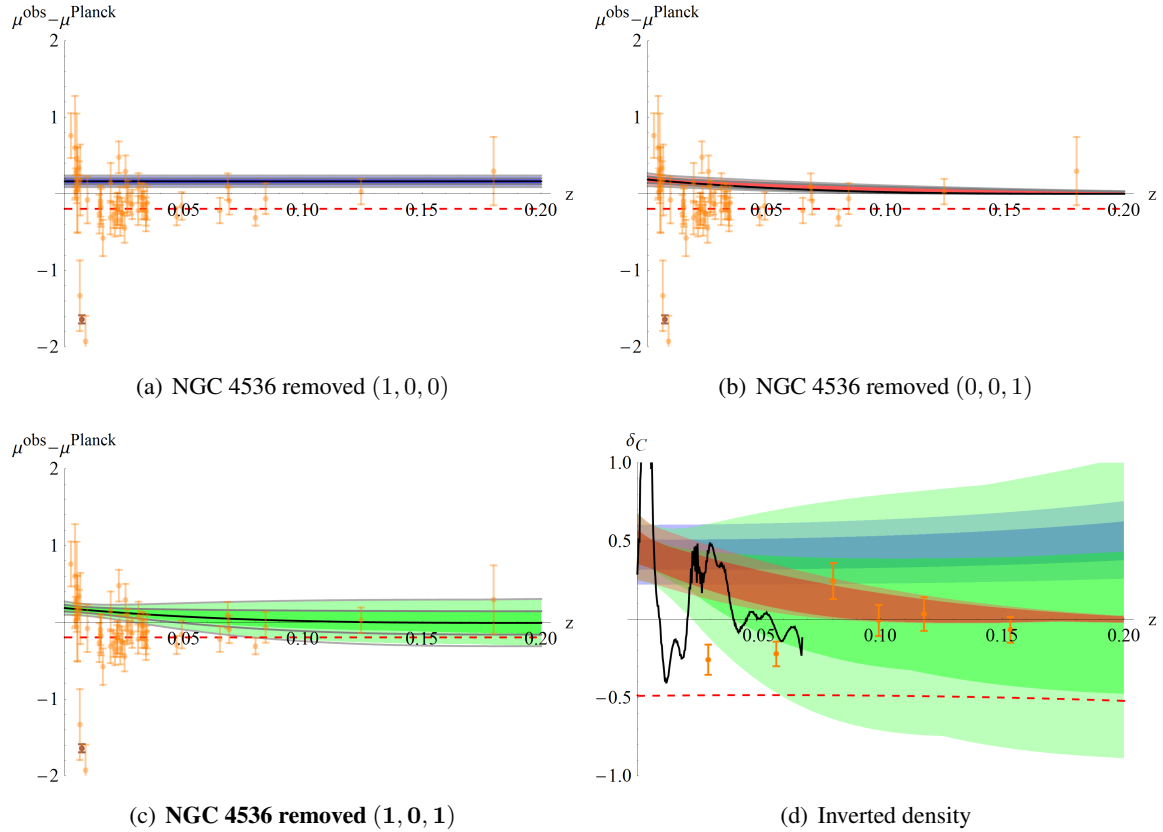 μ^obs−μ^Planck
2
1
−1
−2
0.05
0.10
0.15
0.20
z
(a) NGC 4536 removed (1, 0, 0)
μ^obs−μ^Planck
2
1
−1
−2
0.05
0.10
0.15
0.20
z
(b) NGC 4536 removed (0, 0, 1)
μ^obs−μ^Planck
2
1
−1
−2
0.05
0.10
0.15
0.20
z
(c) NGC 4536 removed (1, 0, 1)
δ_C
1.0
0.5
−0.5
−1.0
0.05
0.10
0.15
0.20
z
(d) Inverted density